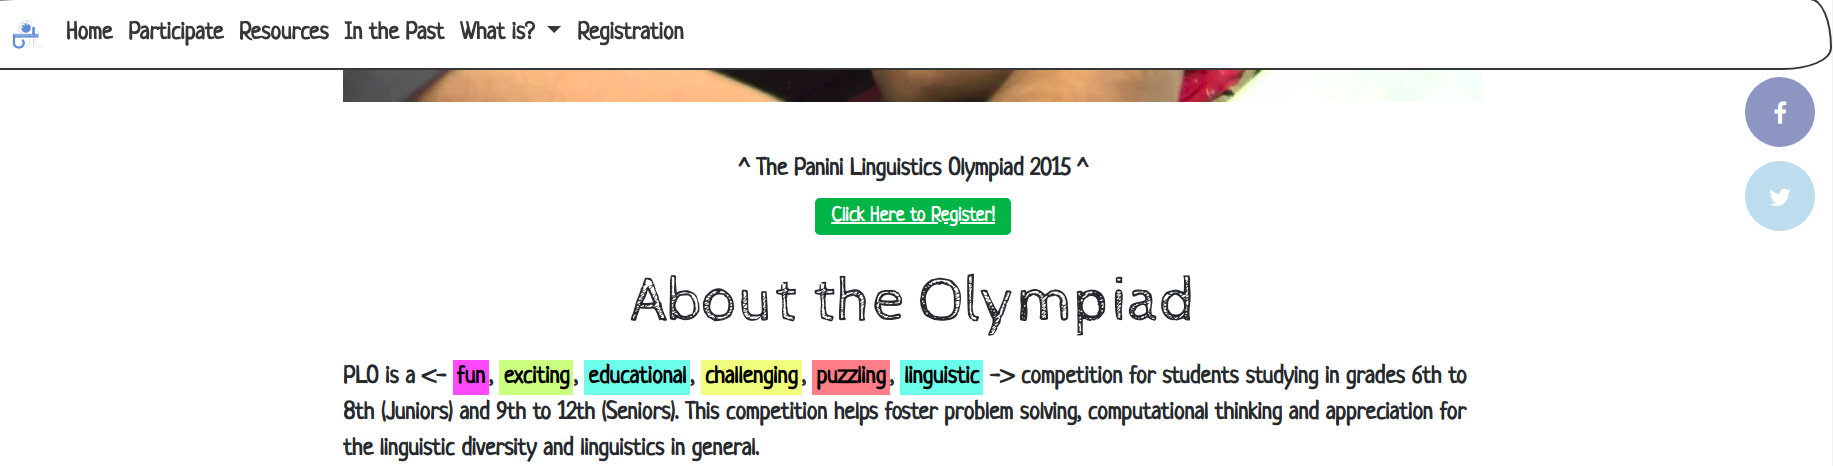 Home Participate Resources In the Past What is? Registration
^ The Panini Linguistics Olympiad 2015 ^
Click Here to Register!
About the Olympiad
PLO is a <- fun, exciting, educational, challenging, puzzling, linguistic -> competition for students studying in grades 6th to
8th (Juniors) and 9th to 12th (Seniors). This competition helps foster problem solving, computational thinking and appreciation for
the linguistic diversity and linguistics in general.